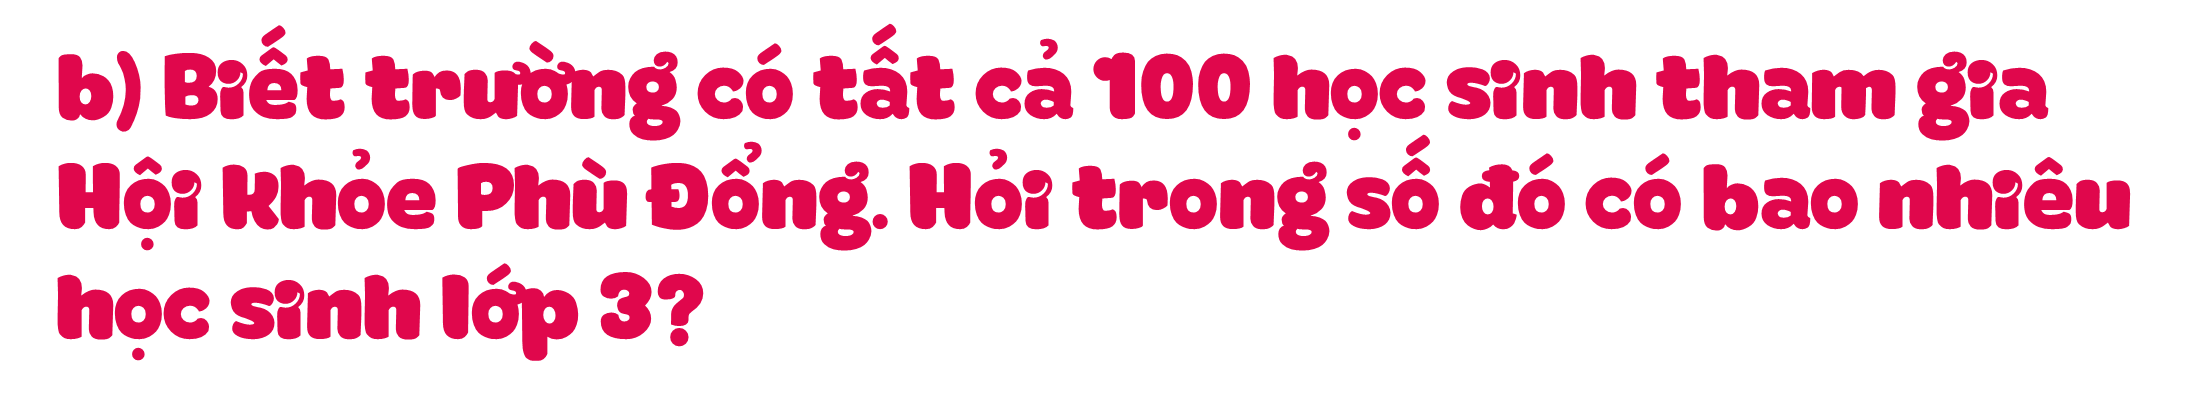 b) Biết trường có tất cả 100 học sinh tham gia
Hội khỏe Phù Đổng. Hỏi trong số đó có bao nhiêu
học sinh lớp 3?